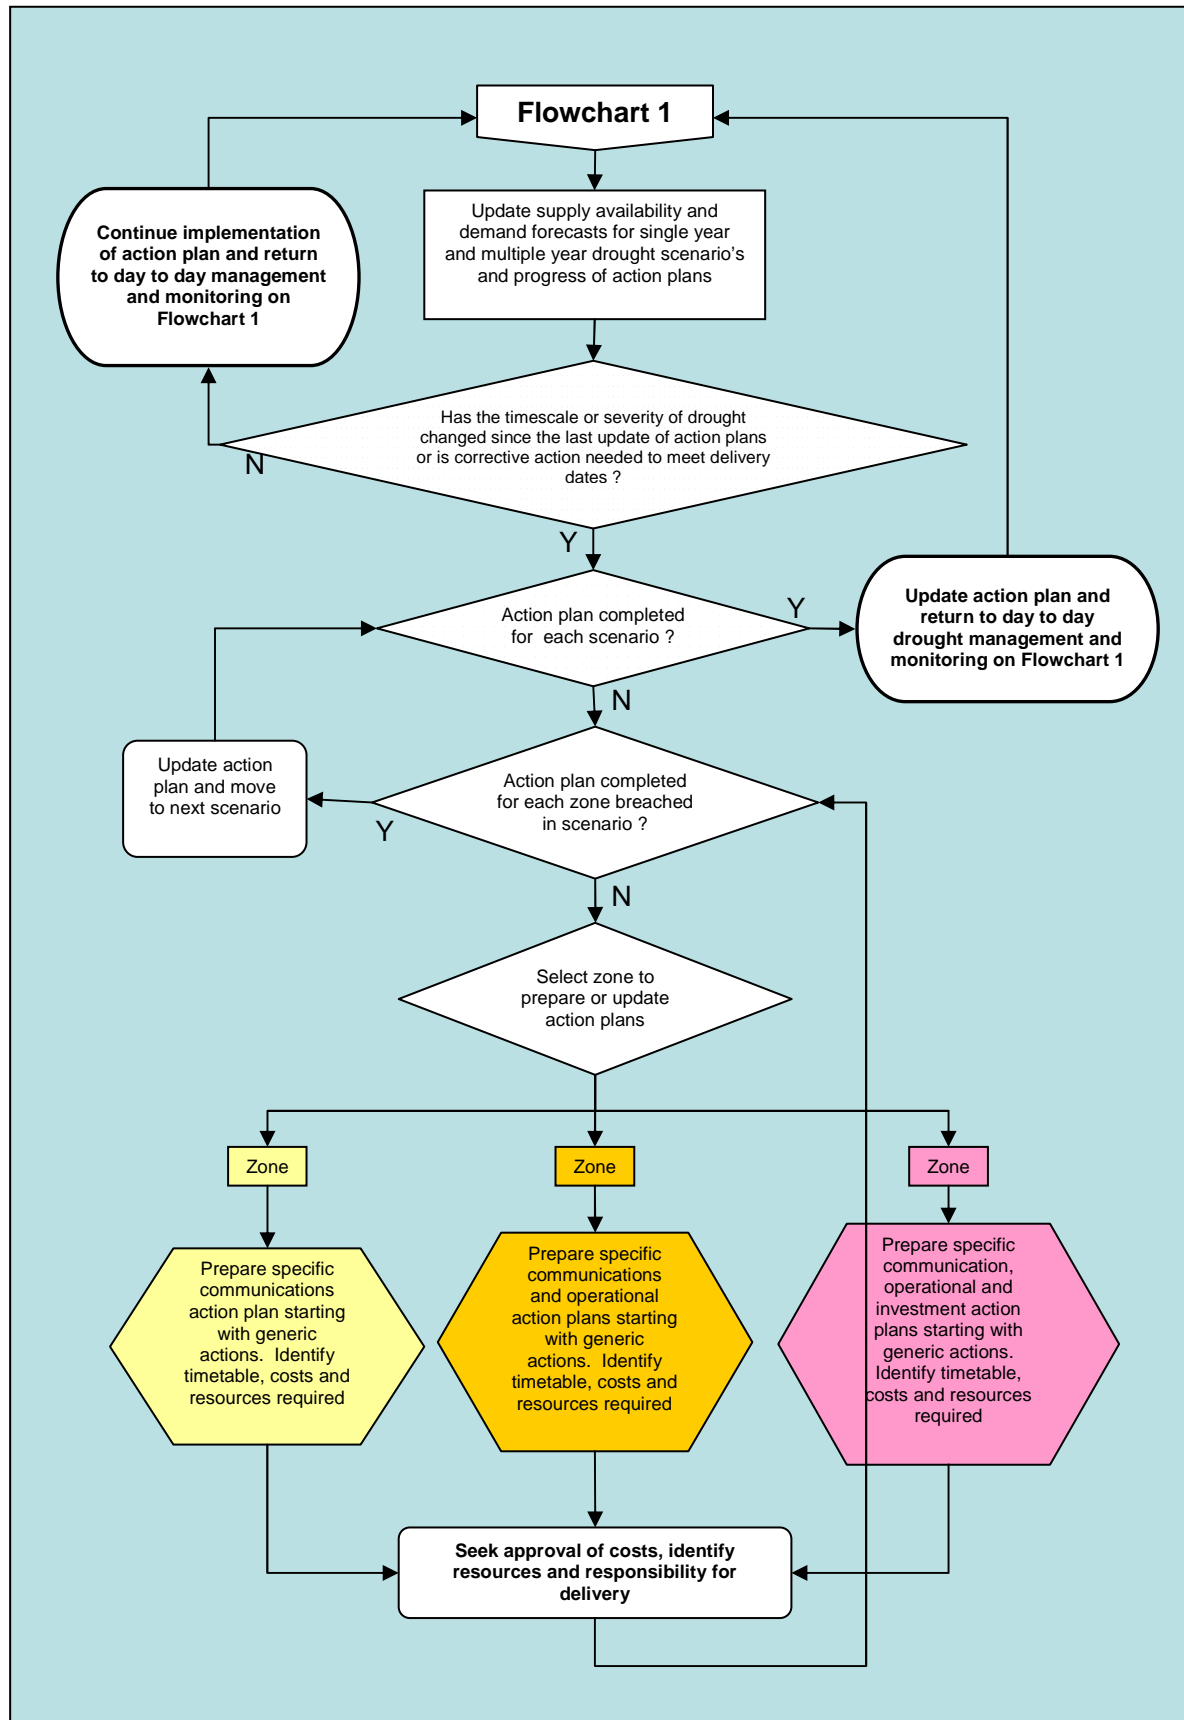 Flowchart 1
Update supply availability and
demand forecasts for single year
and multiple year drought scenario's
and progress of action plans
Continue implementation
of action plan and return
to day to day management
and monitoring on
Flowchart 1
Has the timescale or severity of drought
changed since the last update of action plans
or is corrective action needed to meet delivery
dates ?
N
Y
Action plan completed
for each scenario ?
Y
Update action plan and
return to day to day
drought management and
monitoring on Flowchart 1
N
Update action
plan and move
to next scenario
Action plan completed
for each zone breached
in scenario ?
Y
N
Select zone to
prepare or update
action plans
Zone
Zone
Zone
Prepare specific
communications
action plan starting
with generic
actions. Identify
timetable, costs and
resources required
Prepare specific
communications
and operational
action plans starting
with generic
actions. Identify
timetable, costs and
resources required
Prepare specific
communication,
operational and
investment action
plans starting with
generic actions.
Identify timetable,
costs and resources
required
Seek approval of costs, identify
resources and responsibility for
delivery